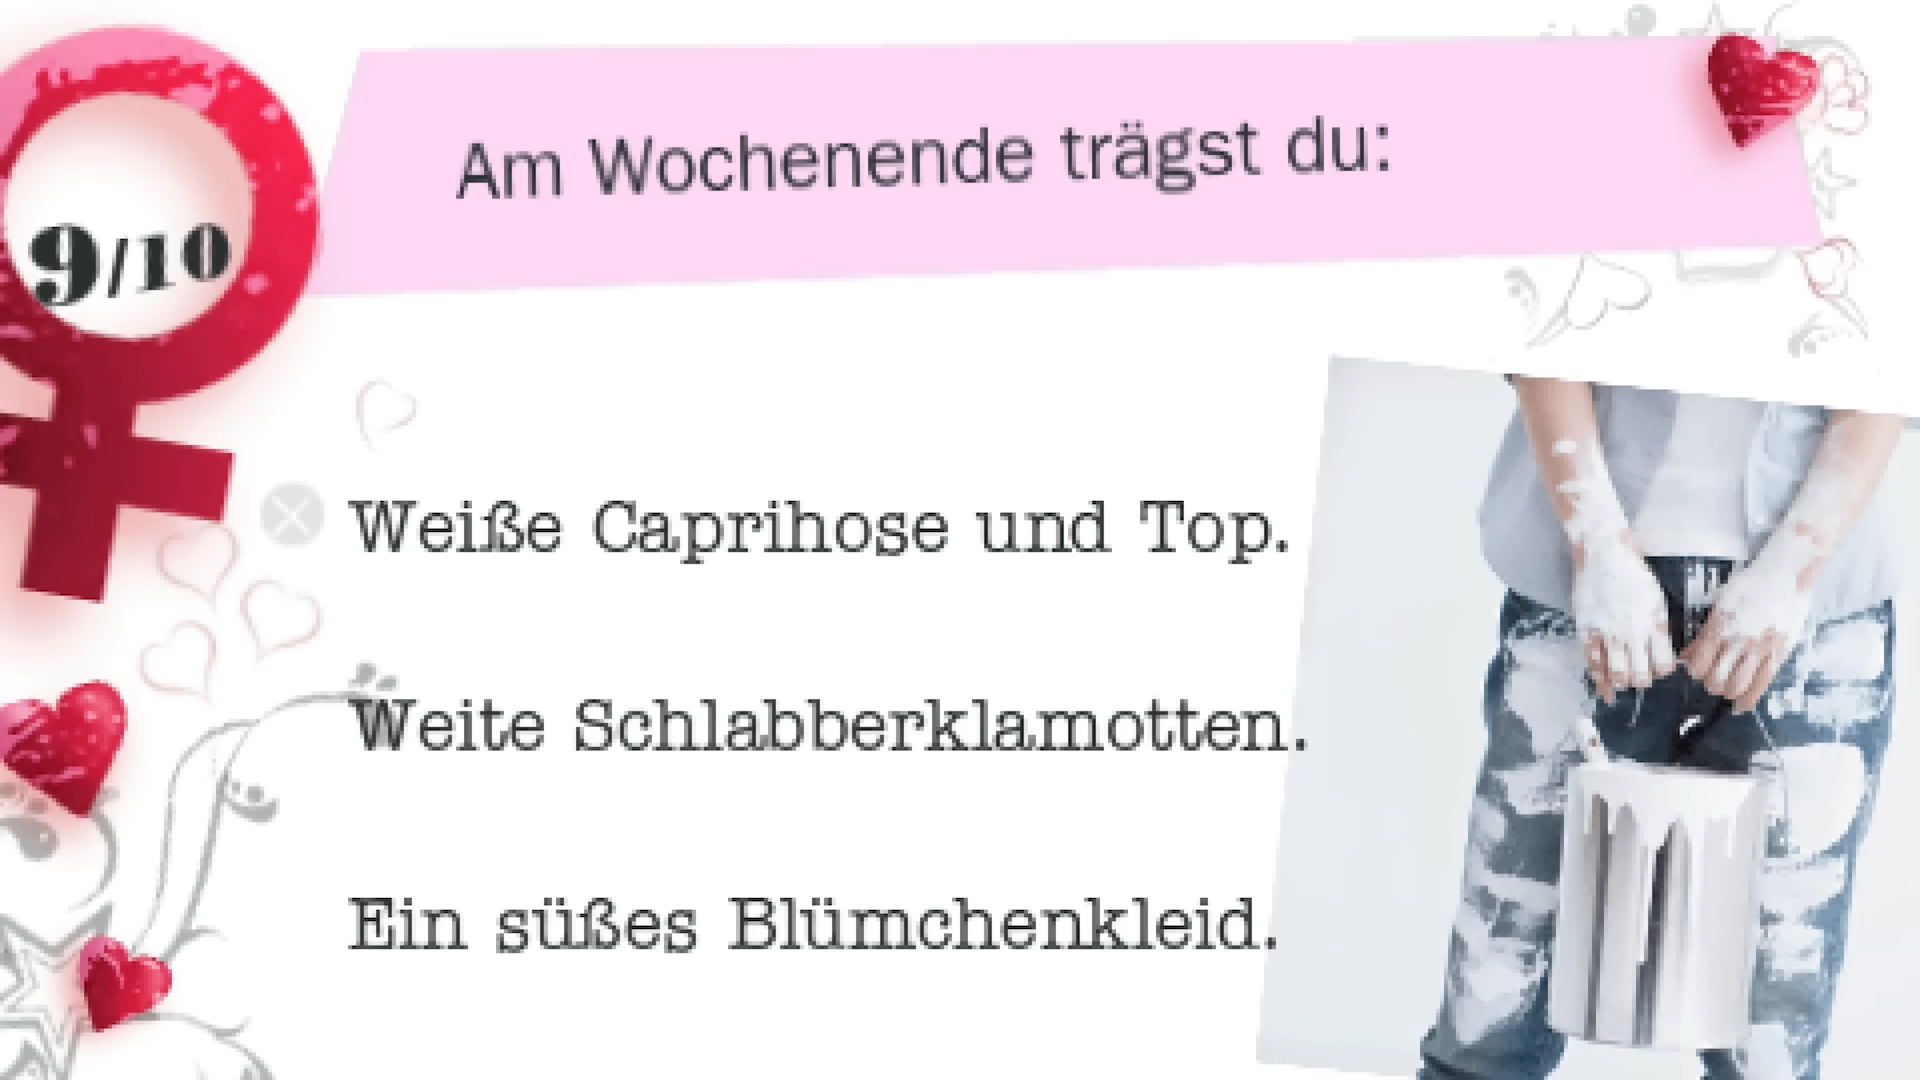 9/10
Am Wochenende trägst du:
Weiße Caprihose und Top.
Weite Schlabberklamotten.
Ein süßes Blümchenkleid.